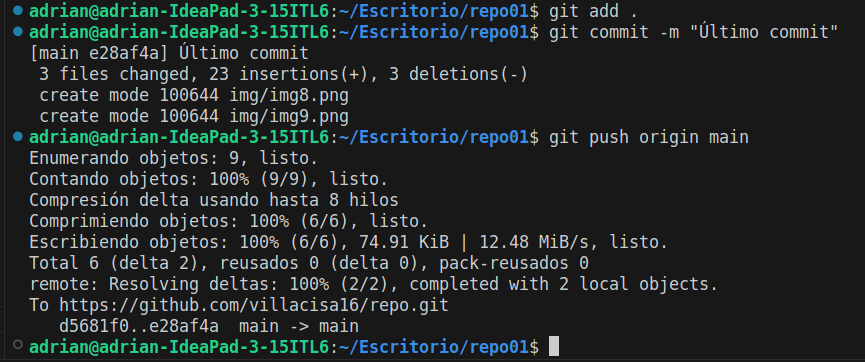 adrian@adrian-IdeaPad-3-15ITL6:~/Escritorio/repo01$ git add .
adrian@adrian-IdeaPad-3-15ITL6:~/Escritorio/repo01$ git commit -m "Último commit"
[main e28af4a] Último commit
 3 files changed, 23 insertions(+), 3 deletions(-)
 create mode 100644 img/img8.png
 create mode 100644 img/img9.png
adrian@adrian-IdeaPad-3-15ITL6:~/Escritorio/repo01$ git push origin main
Enumerando objetos: 9, listo.
Contando objetos: 100% (9/9), listo.
Compresión delta usando hasta 8 hilos
Comprimiendo objetos: 100% (6/6), listo.
Escribiendo objetos: 100% (6/6), 74.91 KiB | 12.48 MiB/s, listo.
Total 6 (delta 2), reusados 0 (delta 0), pack-reusados 0
remote: Resolving deltas: 100% (2/2), completed with 2 local objects.
To https://github.com/villacisa16/repo.git
   d5681f0..e28af4a  main -> main
adrian@adrian-IdeaPad-3-15ITL6:~/Escritorio/repo01$